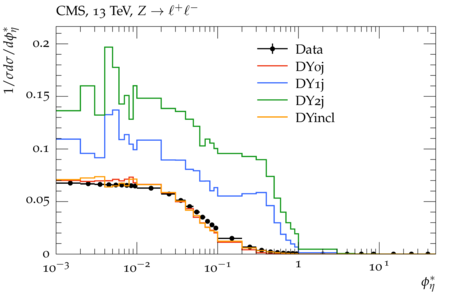 CMS, 13 TeV, Z → ℓ⁺ℓ⁻
1/σdσ/dϕ*η
0.2
0.15
0.1
0.05
0
Data
DY0j
DY1j
DY2j
DYincl
10⁻³ 10⁻² 10⁻¹ 1 10¹
ϕ*η